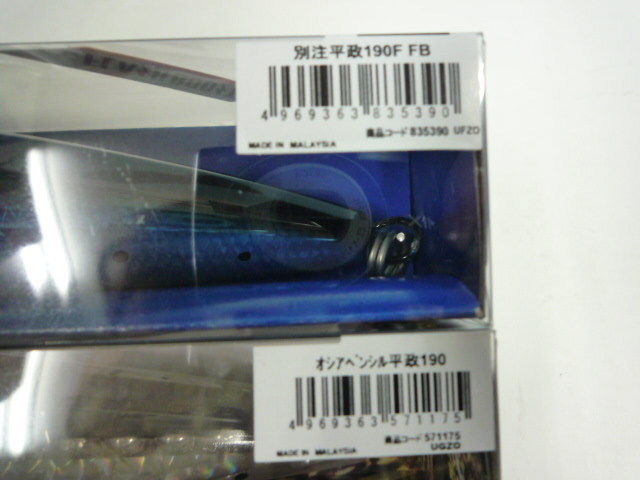 別注平政190F FB
4 969363 835390
商品コード 835390 UFZO
MADE IN MALAYSIA
オシアペンシル平政190
4 969363 571175
商品コード 571175
UGZO
MADE IN MALAYSIA